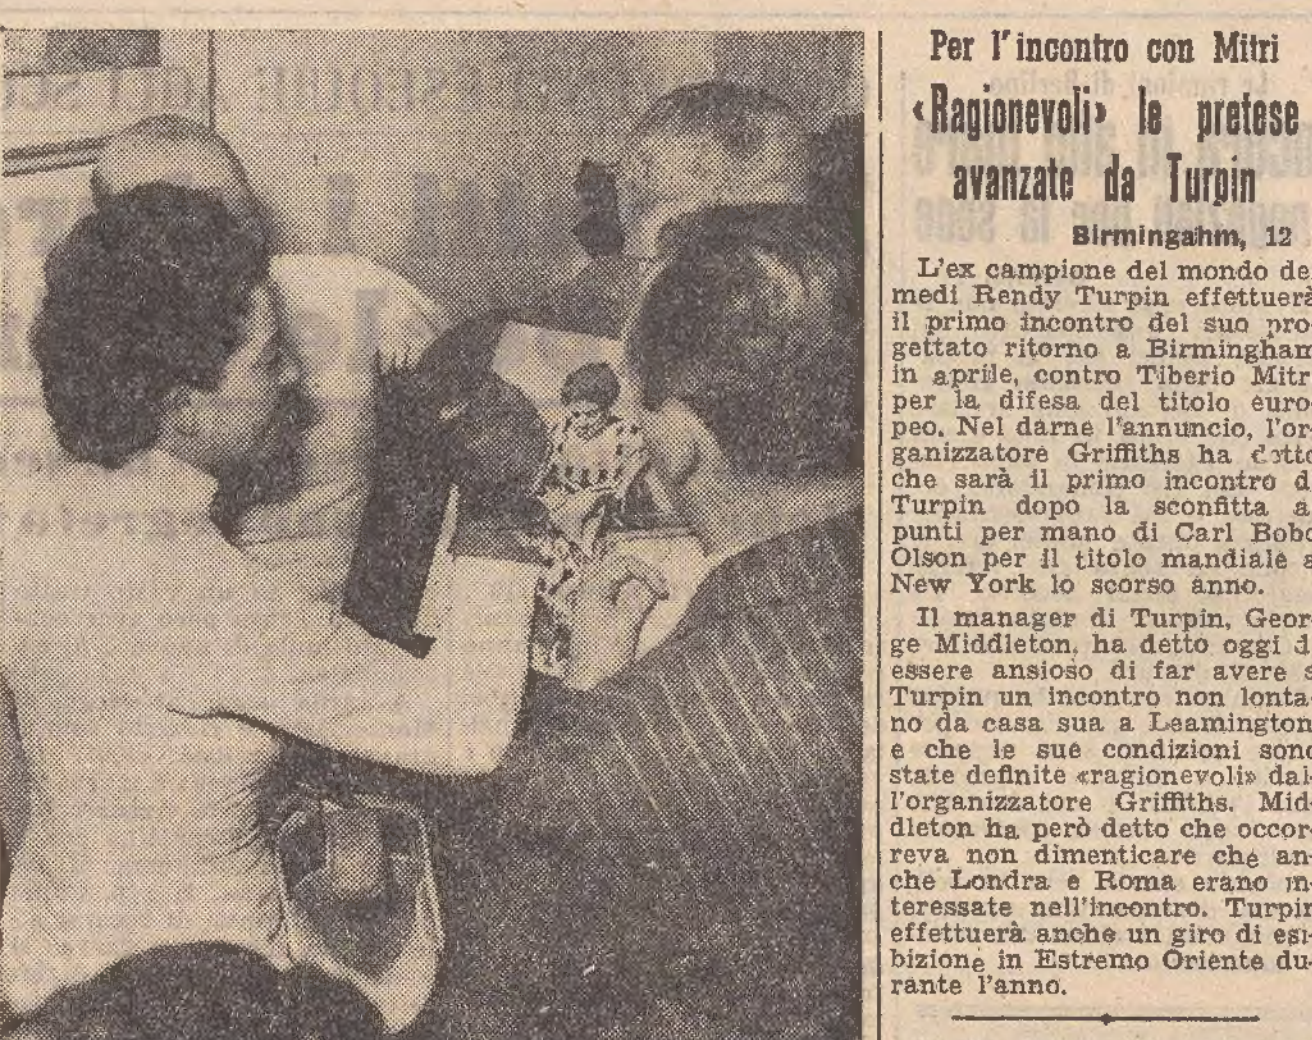 Per l'incontro con Mitri
«Ragionevoli» le pretese
avanzate da Turpin
Birmingahm, 12
L'ex campione del mondo de
medi Rendy Turpin effettuerà
il primo incontro del suo pro-
gettato ritorno a Birmingham
in aprile, contro Tiberio Mitri
per la difesa del titolo euro-
peo. Nel darne l'annuncio, l'or-
ganizzatore Griffiths ha detto
che sarà il primo incontro d
Turpin dopo la sconfitta a
punti per mano di Carl Bobo
Olson per il titolo mandiale a
New York lo scorso anno.
Il manager di Turpin, Geor-
ge Middleton, ha detto oggi d
essere ansioso di far avere s
Turpin un incontro non lonta-
no da casa sua a Leamington
e che le sue condizioni sono
state definite «ragionevoli» dal-
l'organizzatore Griffiths. Mid-
dleton ha però detto che occor-
reva non dimenticare che an-
che Londra e Roma erano in-
teressate nell'incontro. Turpin
effettuerà anche un giro di esi-
bizione in Estremo Oriente du-
rante l'anno.